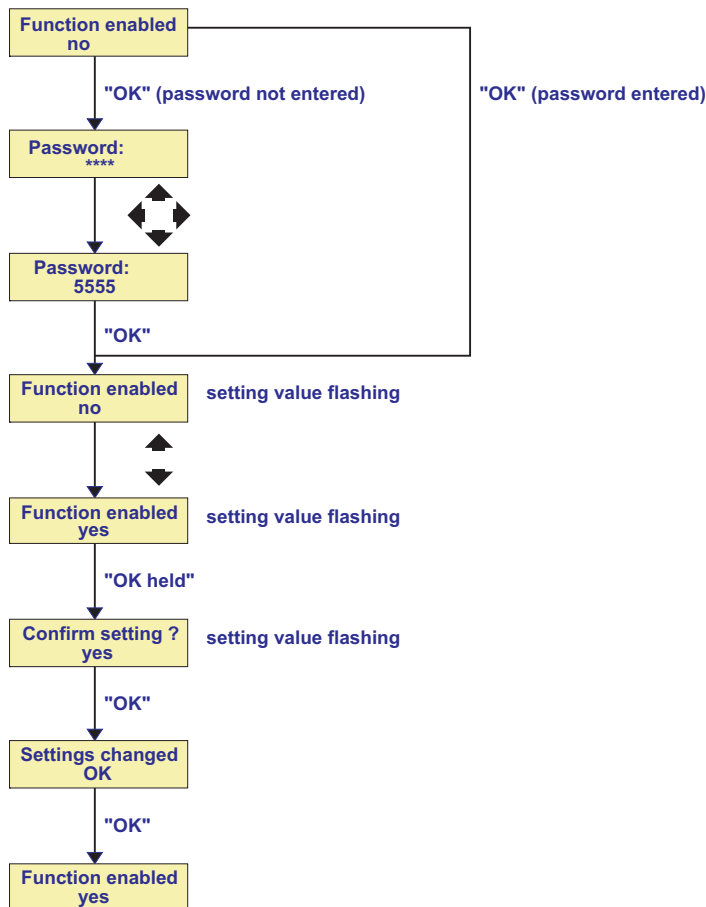 Function enabled
no
"OK" (password not entered)
"OK" (password entered)
Password:
****
Password:
5555
"OK"
Function enabled
no
setting value flashing
Function enabled
yes
setting value flashing
"OK held"
Confirm setting ?
yes
setting value flashing
"OK"
Settings changed
OK
"OK"
Function enabled
yes